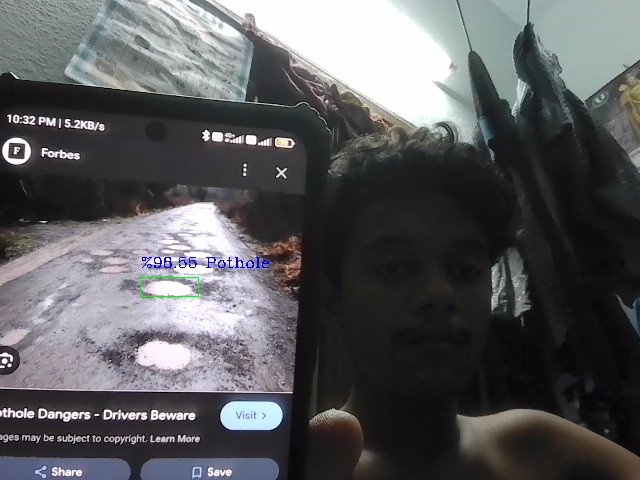 10:32 PM | 5.2KB/s
F
Forbes
%98.55 Pothole
othole Dangers - Drivers Beware
Visit >
ages may be subject to copyright. Learn More
Share
Save